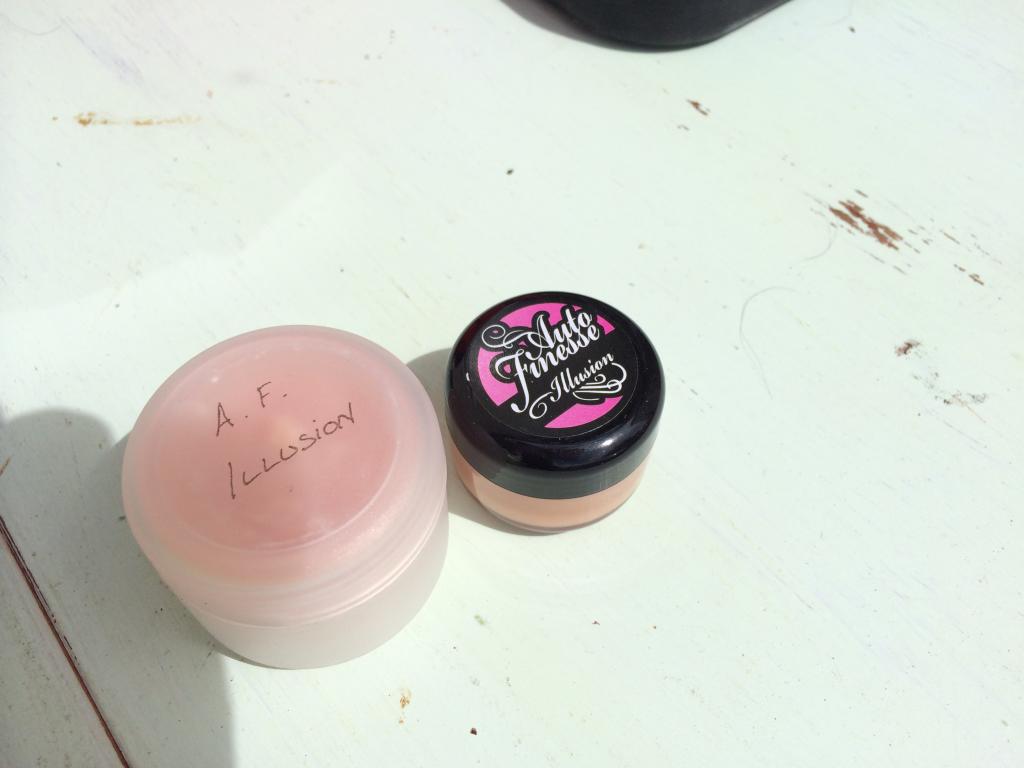 A. F.
ILLUSION
Auto
Finesse
Illusion